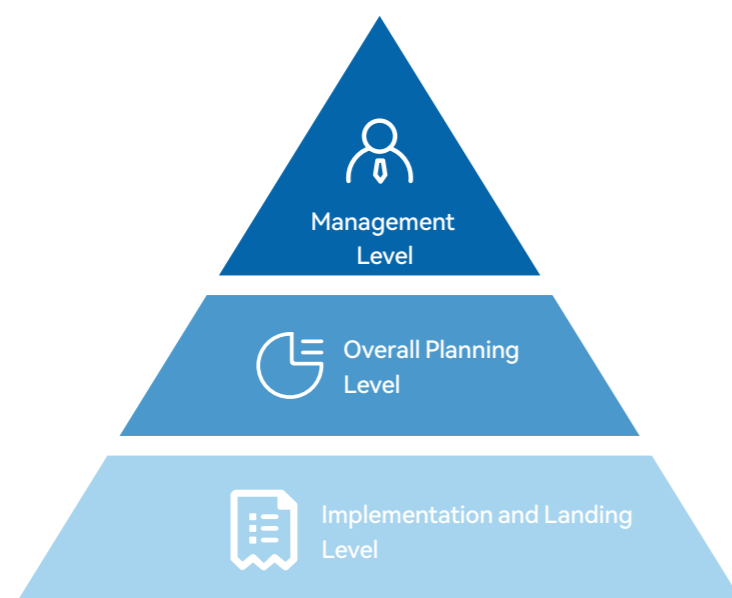 Management
Level
Overall Planning
Level
Implementation and Landing
Level